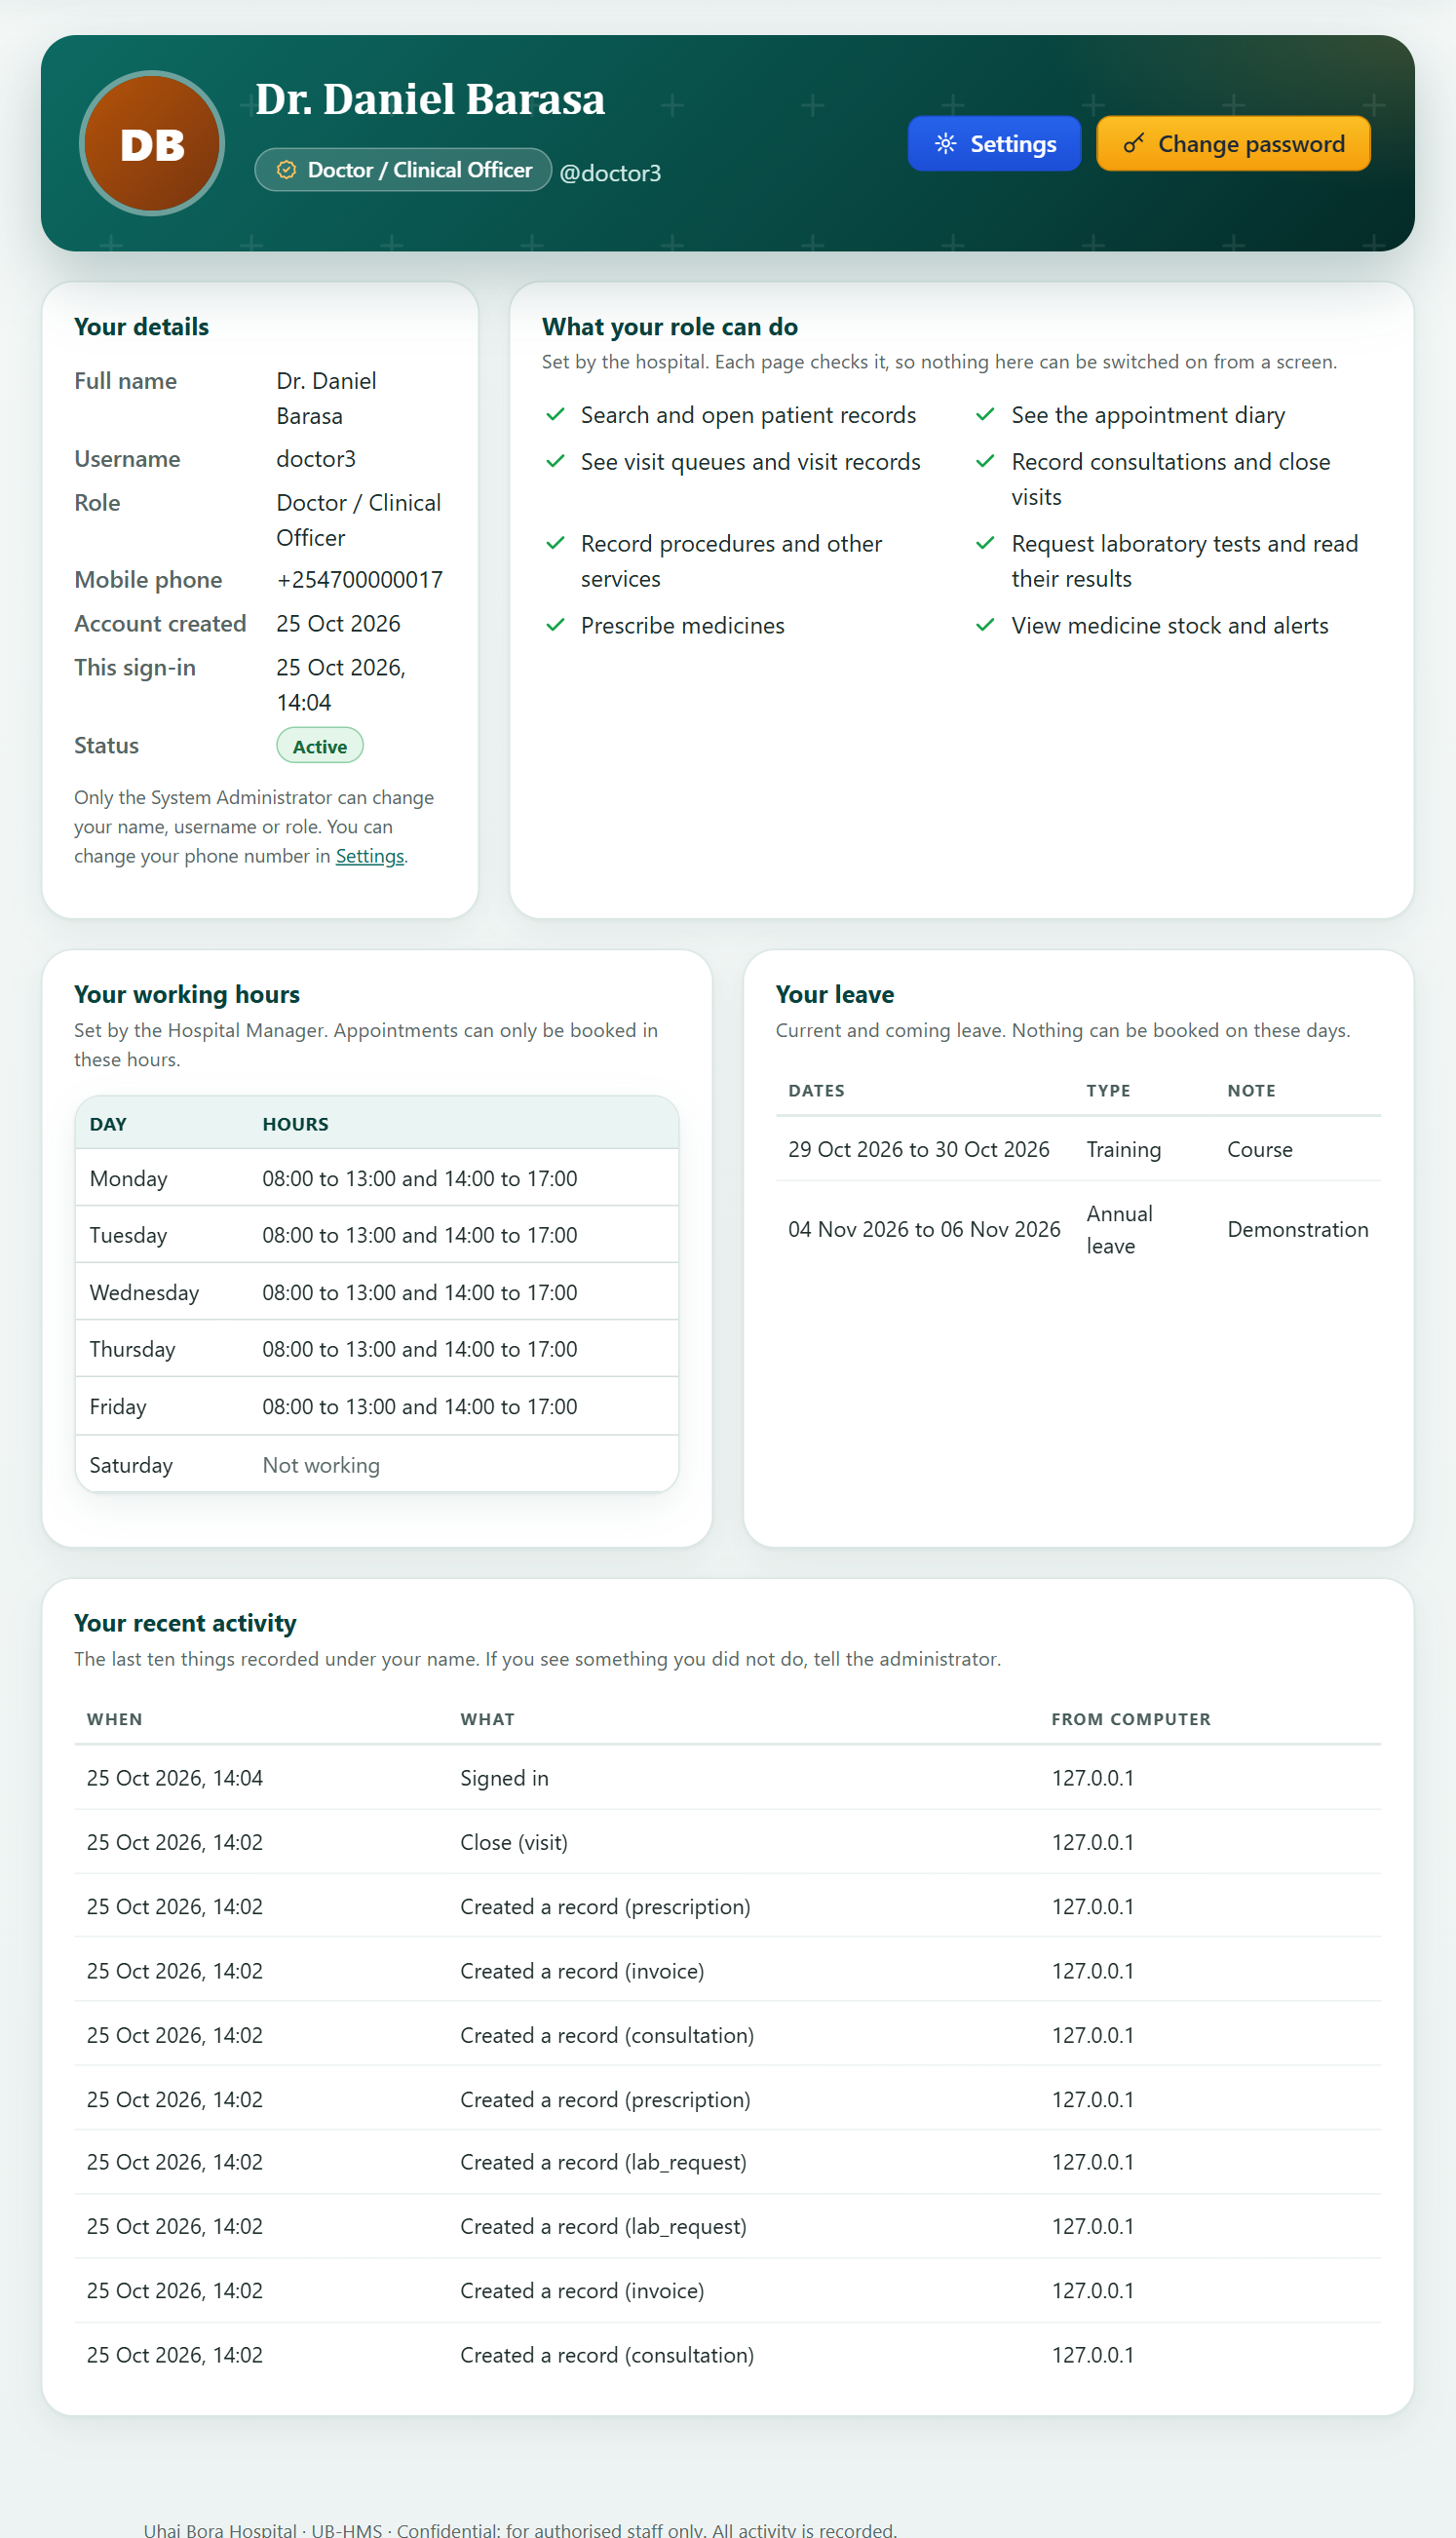 DB
Dr. Daniel Barasa
Doctor / Clinical Officer
@doctor3
Settings
Change password
Your details
Full name
Dr. Daniel
Barasa
Username
doctor3
Role
Doctor / Clinical
Officer
Mobile phone
+254700000017
Account created
25 Oct 2026
This sign-in
25 Oct 2026,
14:04
Status
Active
Only the System Administrator can change
your name, username or role. You can
change your phone number in Settings.
What your role can do
Set by the hospital. Each page checks it, so nothing here can be switched on from a screen.
Search and open patient records
See the appointment diary
See visit queues and visit records
Record consultations and close
visits
Record procedures and other
services
Request laboratory tests and read
their results
Prescribe medicines
View medicine stock and alerts
Your working hours
Set by the Hospital Manager. Appointments can only be booked in
these hours.
DAY HOURS
Monday 08:00 to 13:00 and 14:00 to 17:00
Tuesday 08:00 to 13:00 and 14:00 to 17:00
Wednesday 08:00 to 13:00 and 14:00 to 17:00
Thursday 08:00 to 13:00 and 14:00 to 17:00
Friday 08:00 to 13:00 and 14:00 to 17:00
Saturday Not working
Your leave
Current and coming leave. Nothing can be booked on these days.
DATES TYPE NOTE
29 Oct 2026 to 30 Oct 2026 Training Course
04 Nov 2026 to 06 Nov 2026 Annual leave Demonstration
Your recent activity
The last ten things recorded under your name. If you see something you did not do, tell the administrator.
WHEN WHAT FROM COMPUTER
25 Oct 2026, 14:04 Signed in 127.0.0.1
25 Oct 2026, 14:02 Close (visit) 127.0.0.1
25 Oct 2026, 14:02 Created a record (prescription) 127.0.0.1
25 Oct 2026, 14:02 Created a record (invoice) 127.0.0.1
25 Oct 2026, 14:02 Created a record (consultation) 127.0.0.1
25 Oct 2026, 14:02 Created a record (prescription) 127.0.0.1
25 Oct 2026, 14:02 Created a record (lab_request) 127.0.0.1
25 Oct 2026, 14:02 Created a record (lab_request) 127.0.0.1
25 Oct 2026, 14:02 Created a record (invoice) 127.0.0.1
25 Oct 2026, 14:02 Created a record (consultation) 127.0.0.1
Uhai Bora Hospital · UB-HMS · Confidential: for authorised staff only. All activity is recorded.